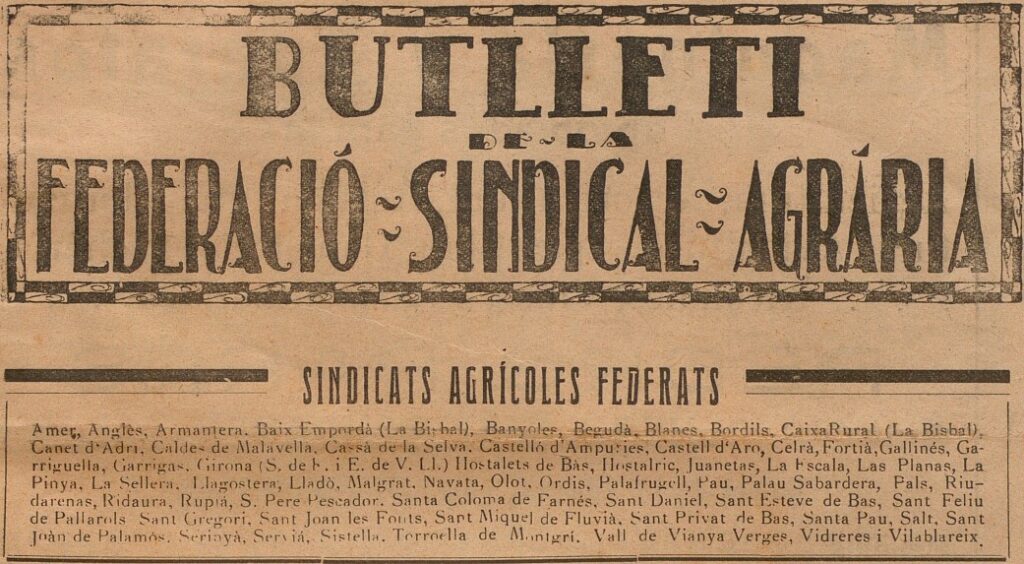 BUTLLETI
DE-LA
FEDERACIÓ SINDICAL AGRÁRIA
SINDICATS AGRÍCOLES FEDERATS
Amer, Anglès, Armantera, Baix Empordà (La Bisbal), Banyoles, Begudà, Blanes, Bordils, CaixaRural (La Bisbal),
Canet d'Adri, Caldes de Malavella, Cassà de la Selva, Castelló d'Ampuries, Castell d'Aro, Celrà, Fortià, Gallinés, Ga-
rriguella, Garrigas, Girona (S. de F. i E. de V. Ll.) Hostalets de Bàs, Hostalric, Juanetas, La Escala, Las Planas, La
Pinya, La Sellera, Llagostera, Lladò, Malgrat, Navata, Olot, Ordis, Palafrugell, Pau, Palau Sabardera, Pals, Riu-
darenas, Ridaura, Rupiá, S. Pere Pescador, Santa Coloma de Farnés, Sant Daniel, Sant Esteve de Bas, Sant Feliu
de Pallarols Sant Gregori, Sant Joan les Fonts, Sant Miquel de Fluvià, Sant Privat de Bas, Santa Pau, Salt, Sant
Joàn de Palamós, Serinyà, Serviá, Sistella, Torroella de Montgrí, Vall de Vianya Verges, Vidreres i Vilablareix.